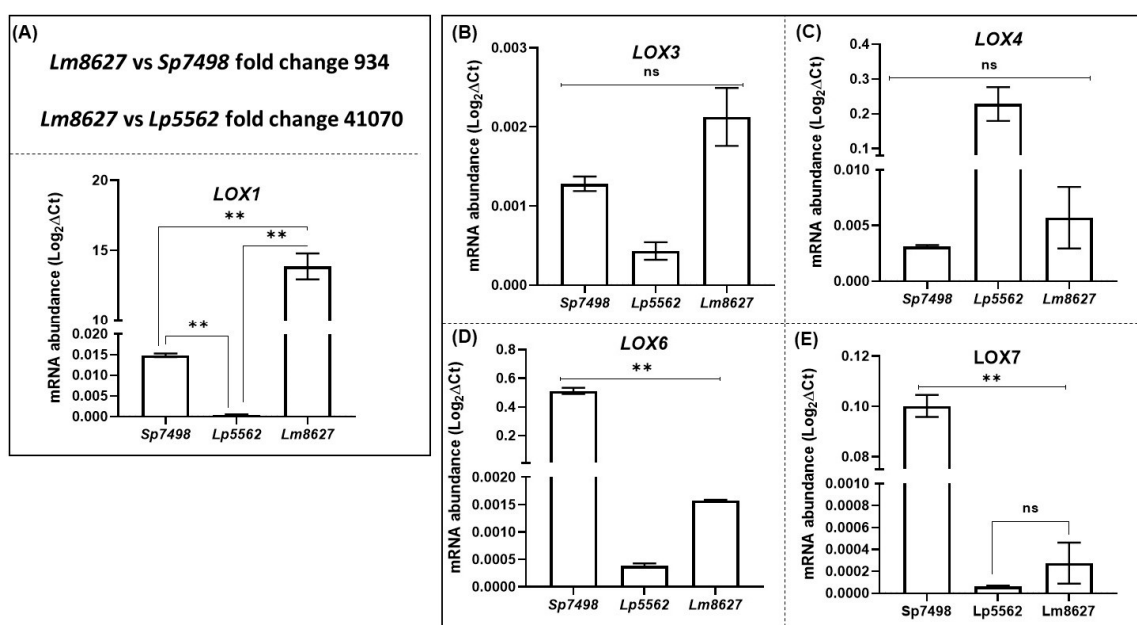 (A)
Lm8627 vs Sp7498 fold change 934
Lm8627 vs Lp5562 fold change 41070
LOX1
mRNA abundance (Log2ΔCt)
20
15
10
0.020
0.015
0.010
0.005
0.000
**
**
**
Sp7498 Lp5562 Lm8627
(B)
LOX3
ns
mRNA abundance (Log2ΔCt)
0.003
0.002
0.001
0.000
Sp7498 Lp5562 Lm8627
(C)
LOX4
ns
mRNA abundance (Log2ΔCt)
0.4
0.3
0.2
0.1
0.010
0.005
0.000
Sp7498 Lp5562 Lm8627
(D)
LOX6
**
mRNA abundance (Log2ΔCt)
0.8
0.6
0.4
0.2
0.0020
0.0015
0.0010
0.0005
0.0000
Sp7498 Lp5562 Lm8627
(E)
LOX7
**
ns
mRNA abundance (Log2ΔCt)
0.12
0.10
0.08
0.0010
0.0008
0.0006
0.0004
0.0002
0.0000
Sp7498 Lp5562 Lm8627